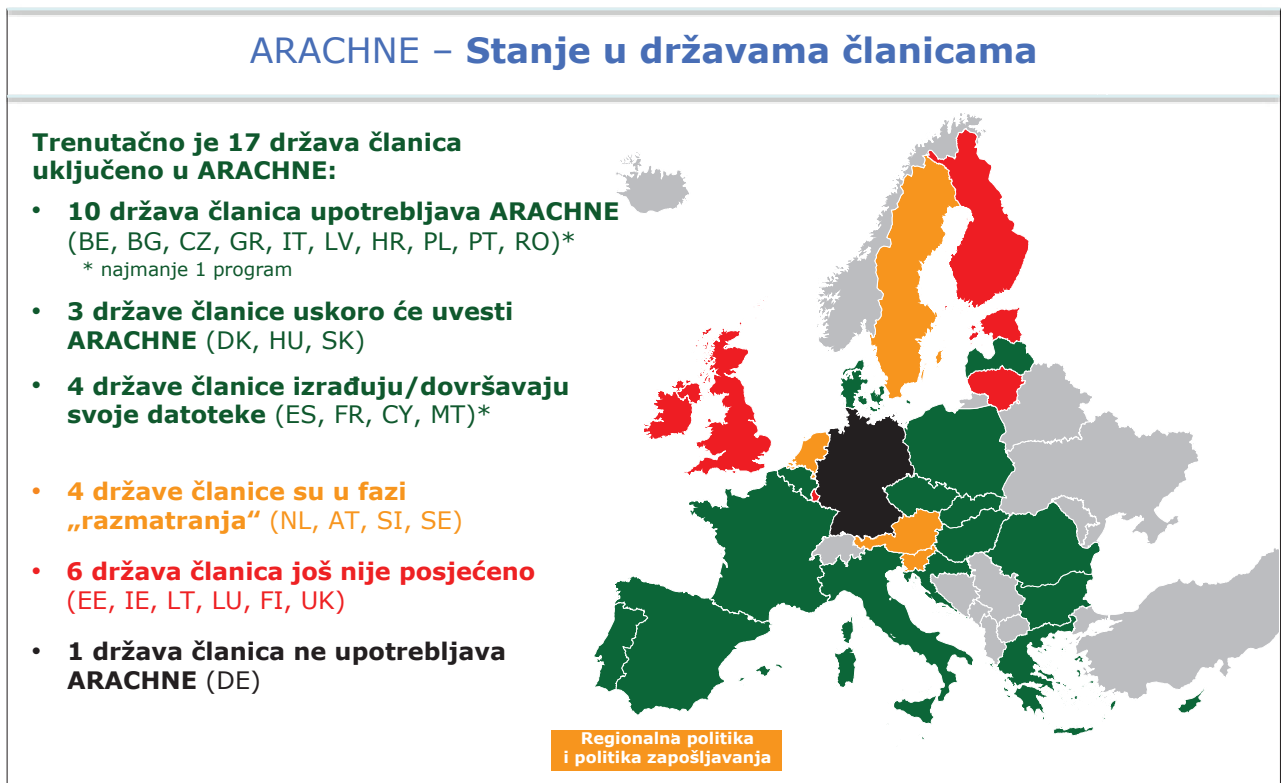 ARACHNE – Stanje u državama članicama
Trenutačno je 17 država članica
uključeno u ARACHNE:
• 10 država članica upotrebljava ARACHNE
(BE, BG, CZ, GR, IT, LV, HR, PL, PT, RO)*
* najmanje 1 program
• 3 države članice uskoro će uvesti
ARACHNE (DK, HU, SK)
• 4 države članice izrađuju/dovršavaju
svoje datoteke (ES, FR, CY, MT)*
• 4 države članice su u fazi
„razmatranja“ (NL, AT, SI, SE)
• 6 država članica još nije posjećeno
(EE, IE, LT, LU, FI, UK)
• 1 država članica ne upotrebljava
ARACHNE (DE)
Regionalna politika
i politika zapošljavanja